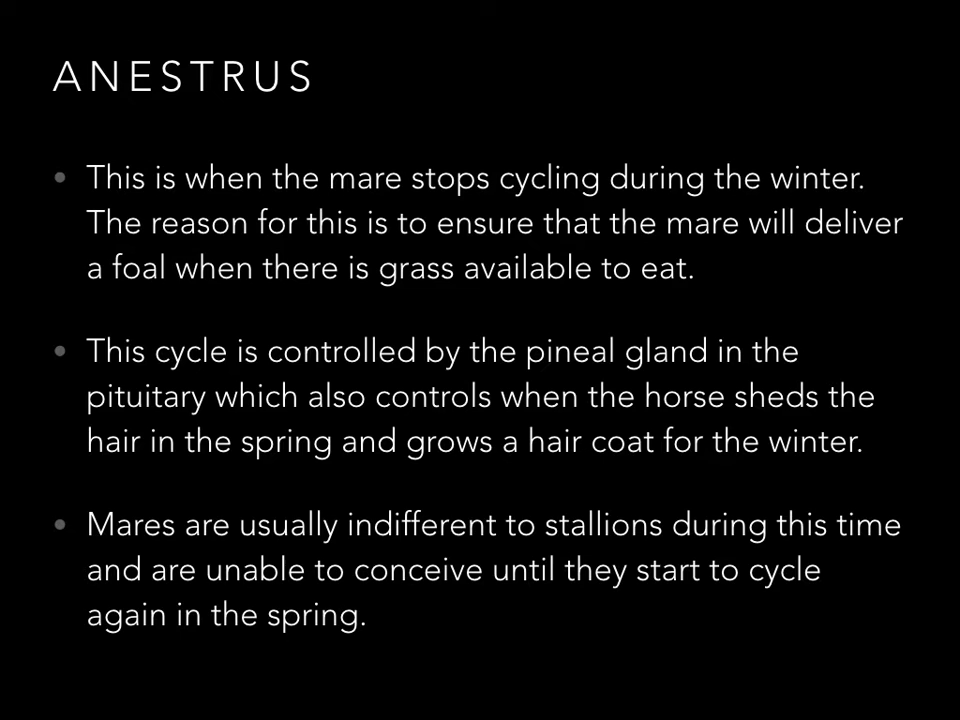 ANESTRUS
• This is when the mare stops cycling during the winter.
The reason for this is to ensure that the mare will deliver
a foal when there is grass available to eat.
• This cycle is controlled by the pineal gland in the
pituitary which also controls when the horse sheds the
hair in the spring and grows a hair coat for the winter.
• Mares are usually indifferent to stallions during this time
and are unable to conceive until they start to cycle
again in the spring.